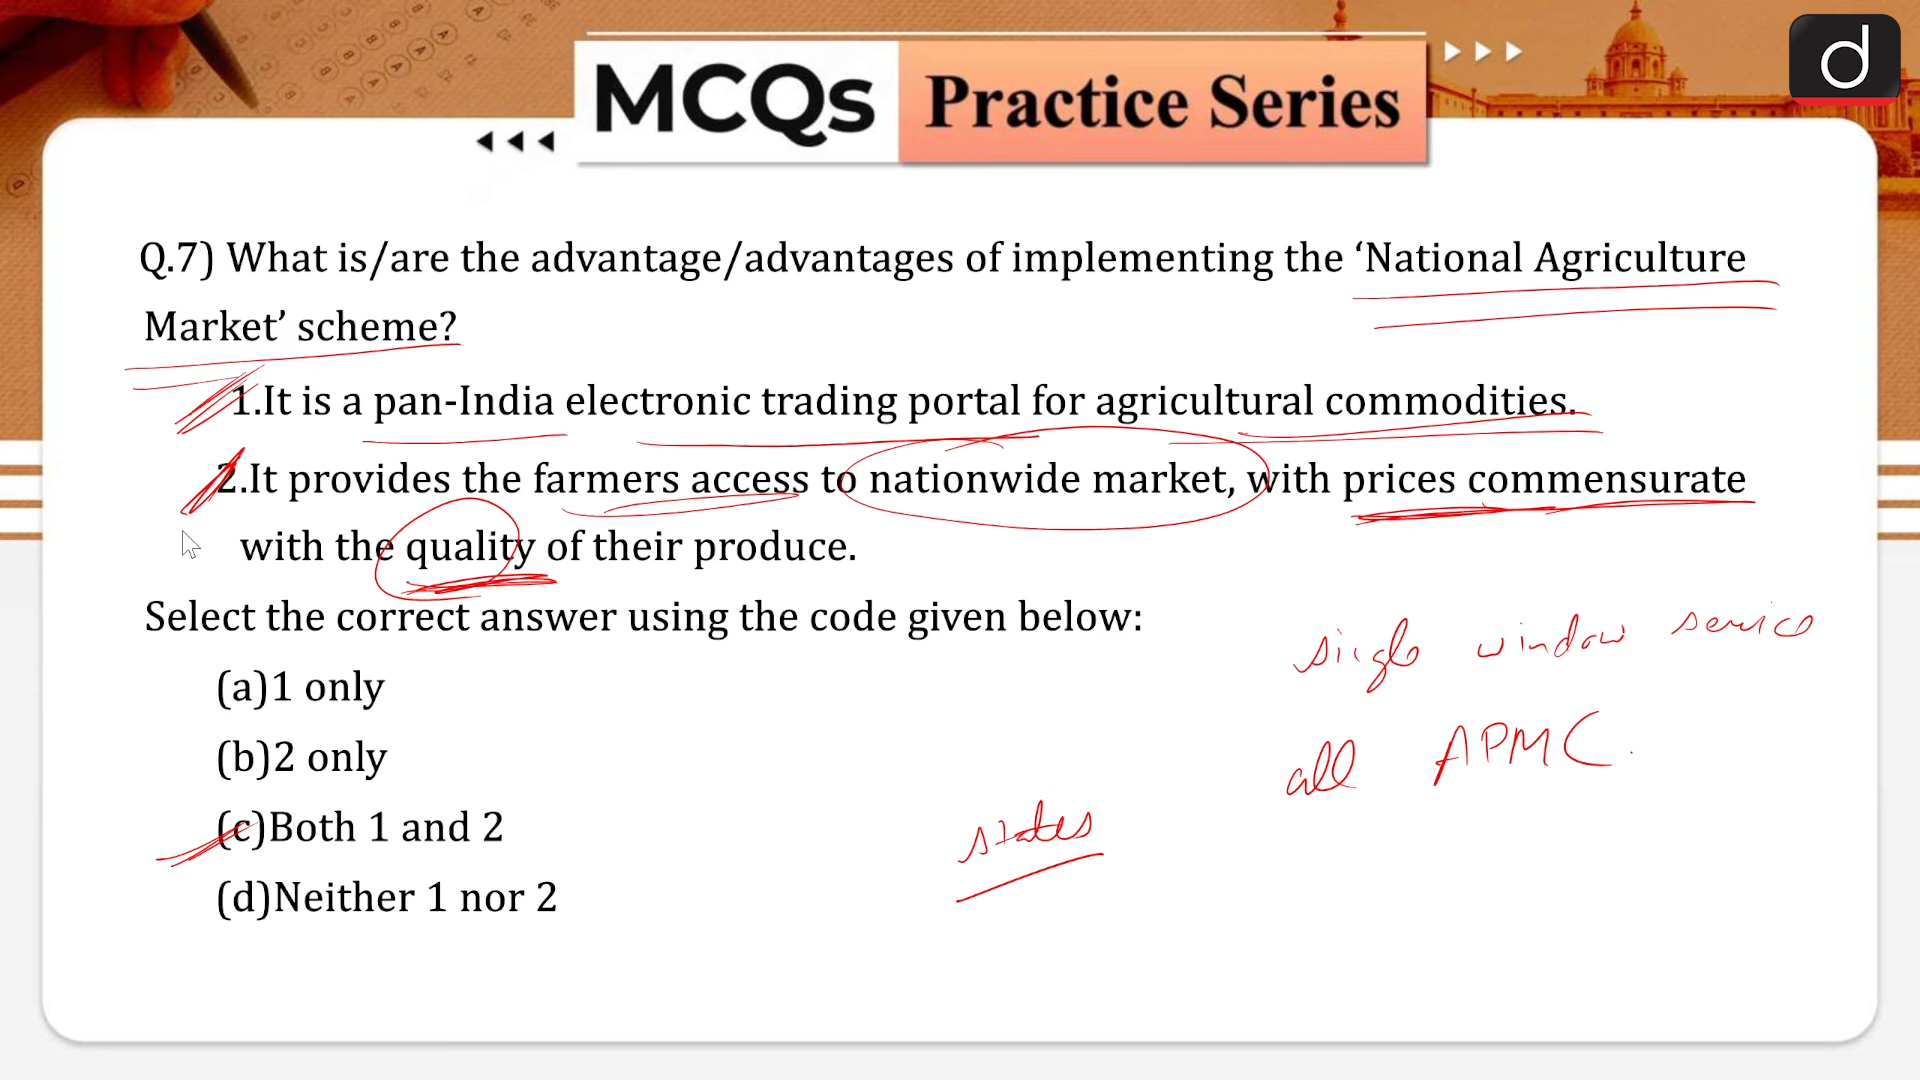 MCQs Practice Series
d
Q.7) What is/are the advantage/advantages of implementing the ‘National Agriculture
Market’ scheme?
1.It is a pan-India electronic trading portal for agricultural commodities.
2.It provides the farmers access to nationwide market, with prices commensurate
with the quality of their produce.
Select the correct answer using the code given below:
single window service
(a)1 only
(b)2 only
all APMC.
(c)Both 1 and 2
states
(d)Neither 1 nor 2